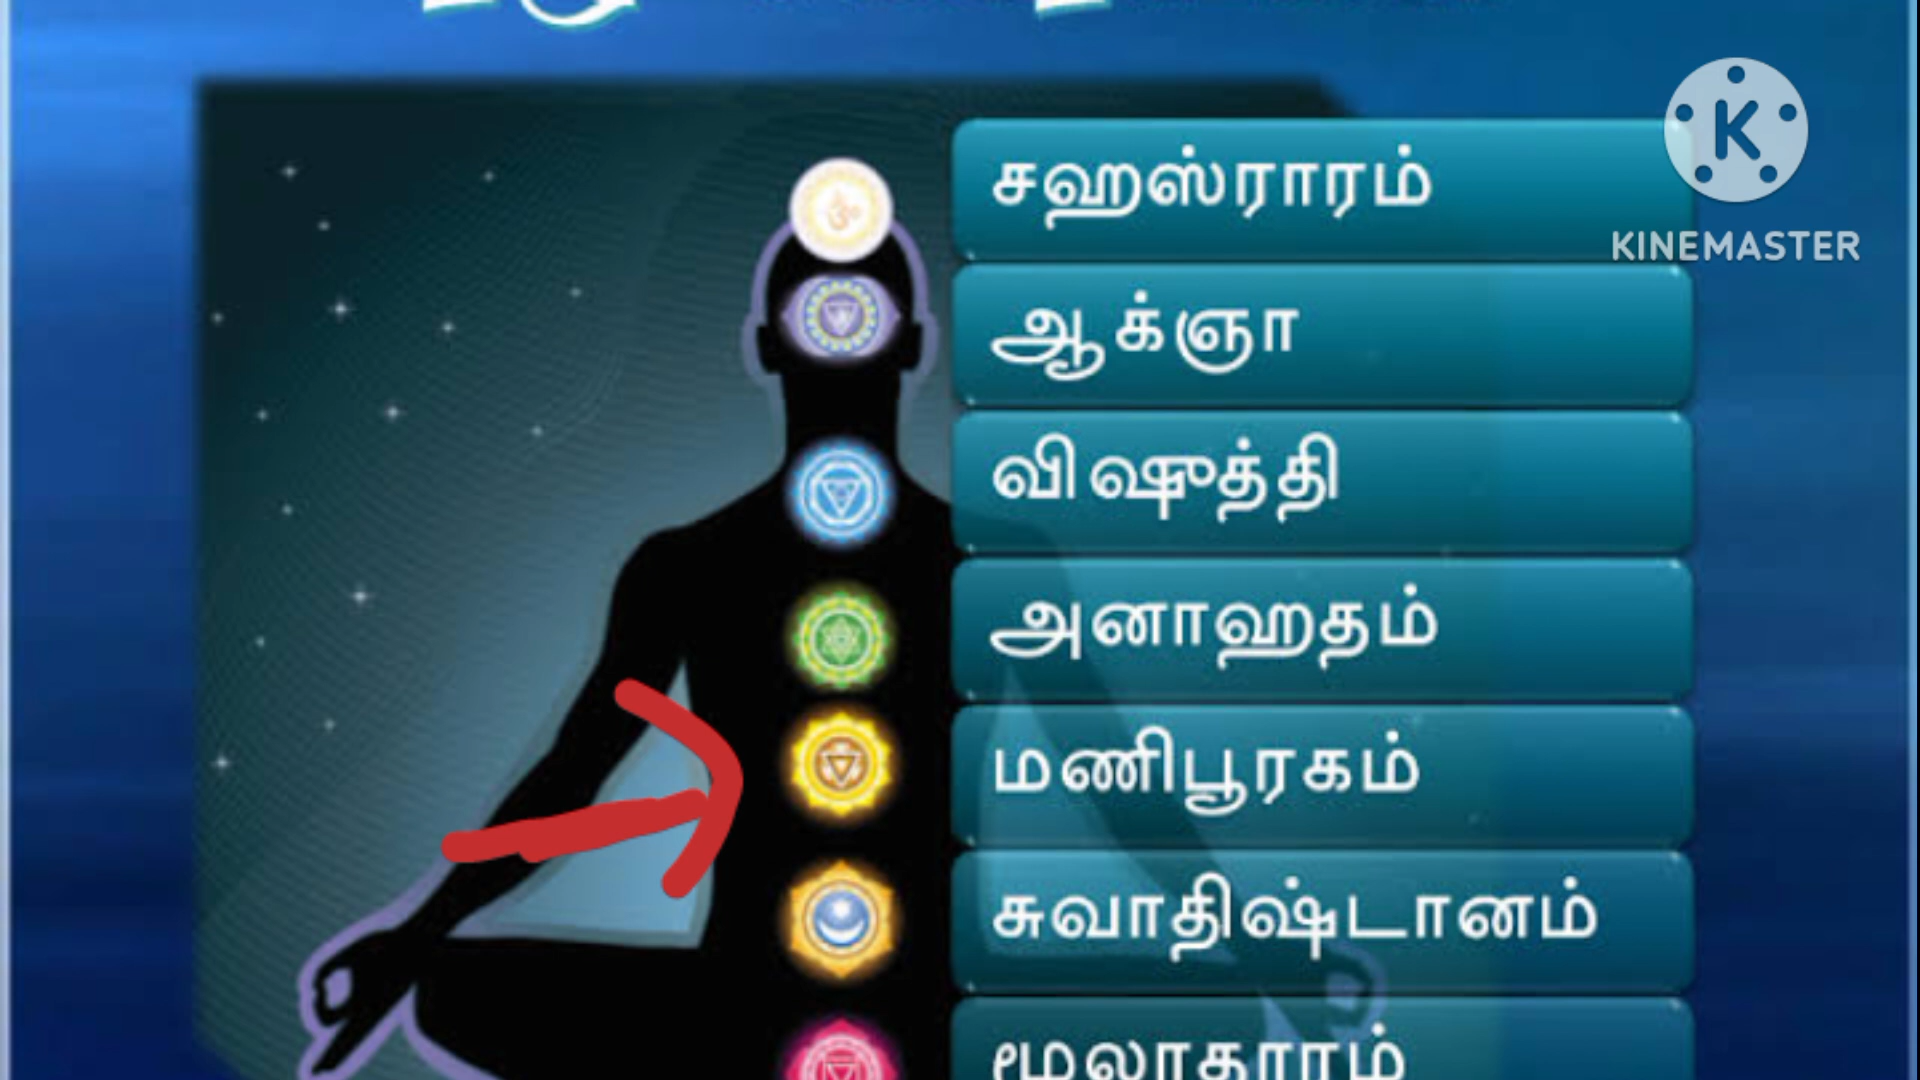 சஹஸ்ராரம்
K
KINEMASTER
ஆக்ஞா
விஷுத்தி
அனாஹதம்
மணிபூரகம்
சுவாதிஷ்டானம்
மூலாதாரம்